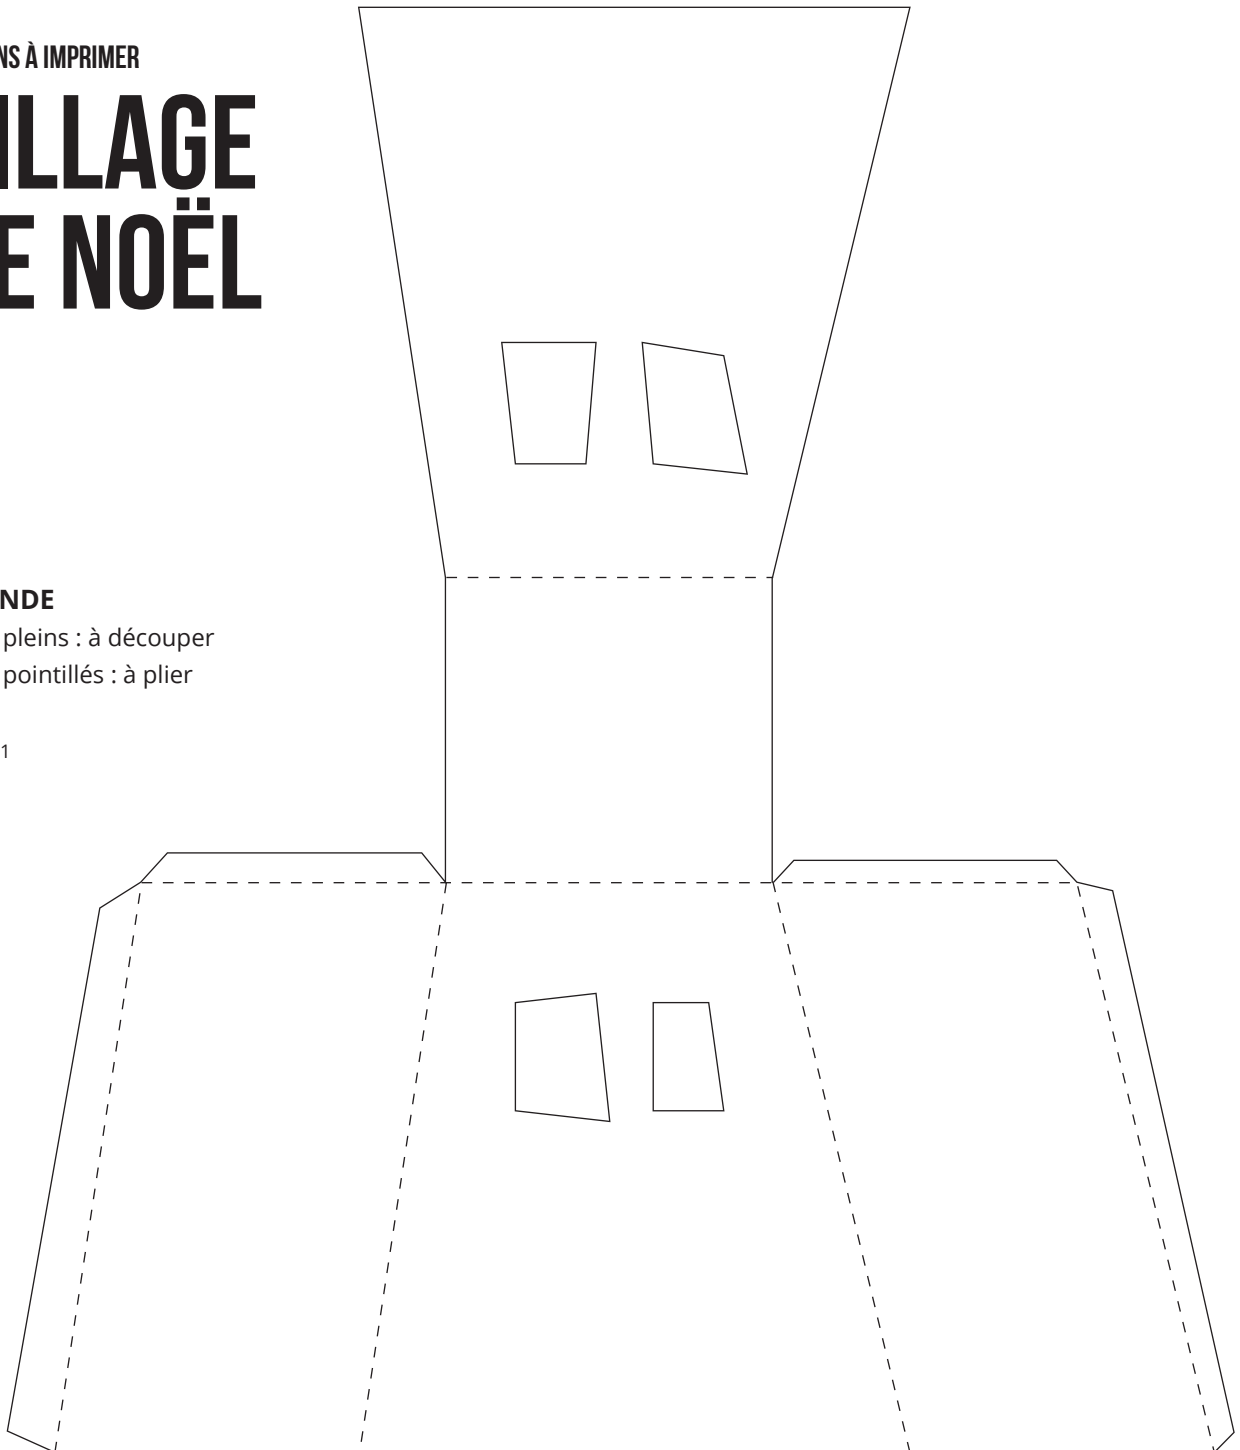 NS À IMPRIMER
ILLAGE
E NOËL
NDE
pleins : à découper
pointillés : à plier
1